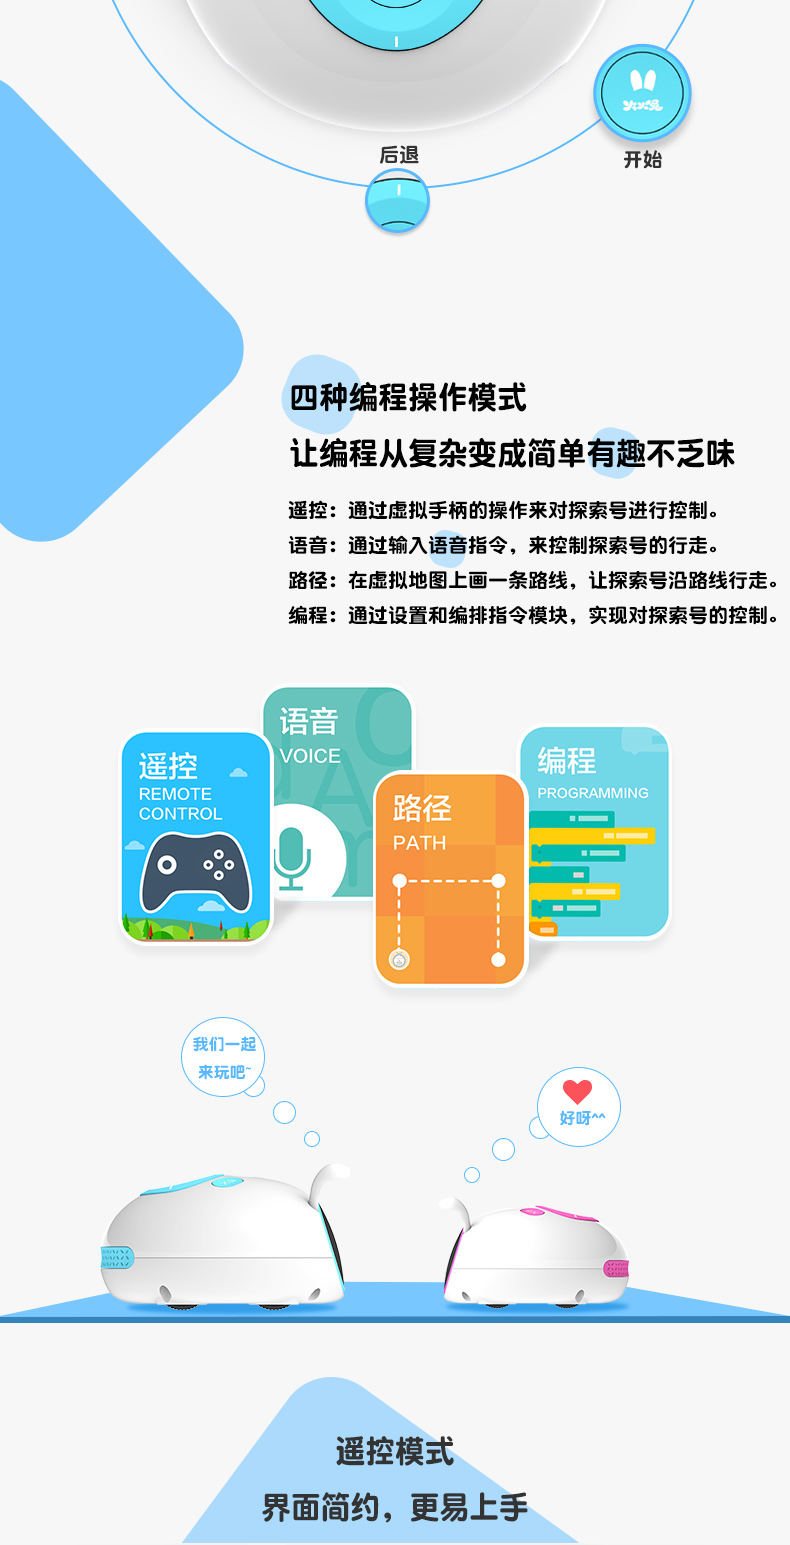 后退
开始
四种编程操作模式
让编程从复杂变成简单有趣不乏味
遥控：通过虚拟手柄的操作来对探索号进行控制。
语音：通过输入语音指令，来控制探索号的行走。
路径：在虚拟地图上画一条路线，让探索号沿路线行走。
编程：通过设置和编排指令模块，实现对探索号的控制。
遥控
REMOTE
CONTROL
语音
VOICE
路径
PATH
编程
PROGRAMMING
我们一起
来玩吧~
好呀^^
遥控模式
界面简约，更易上手